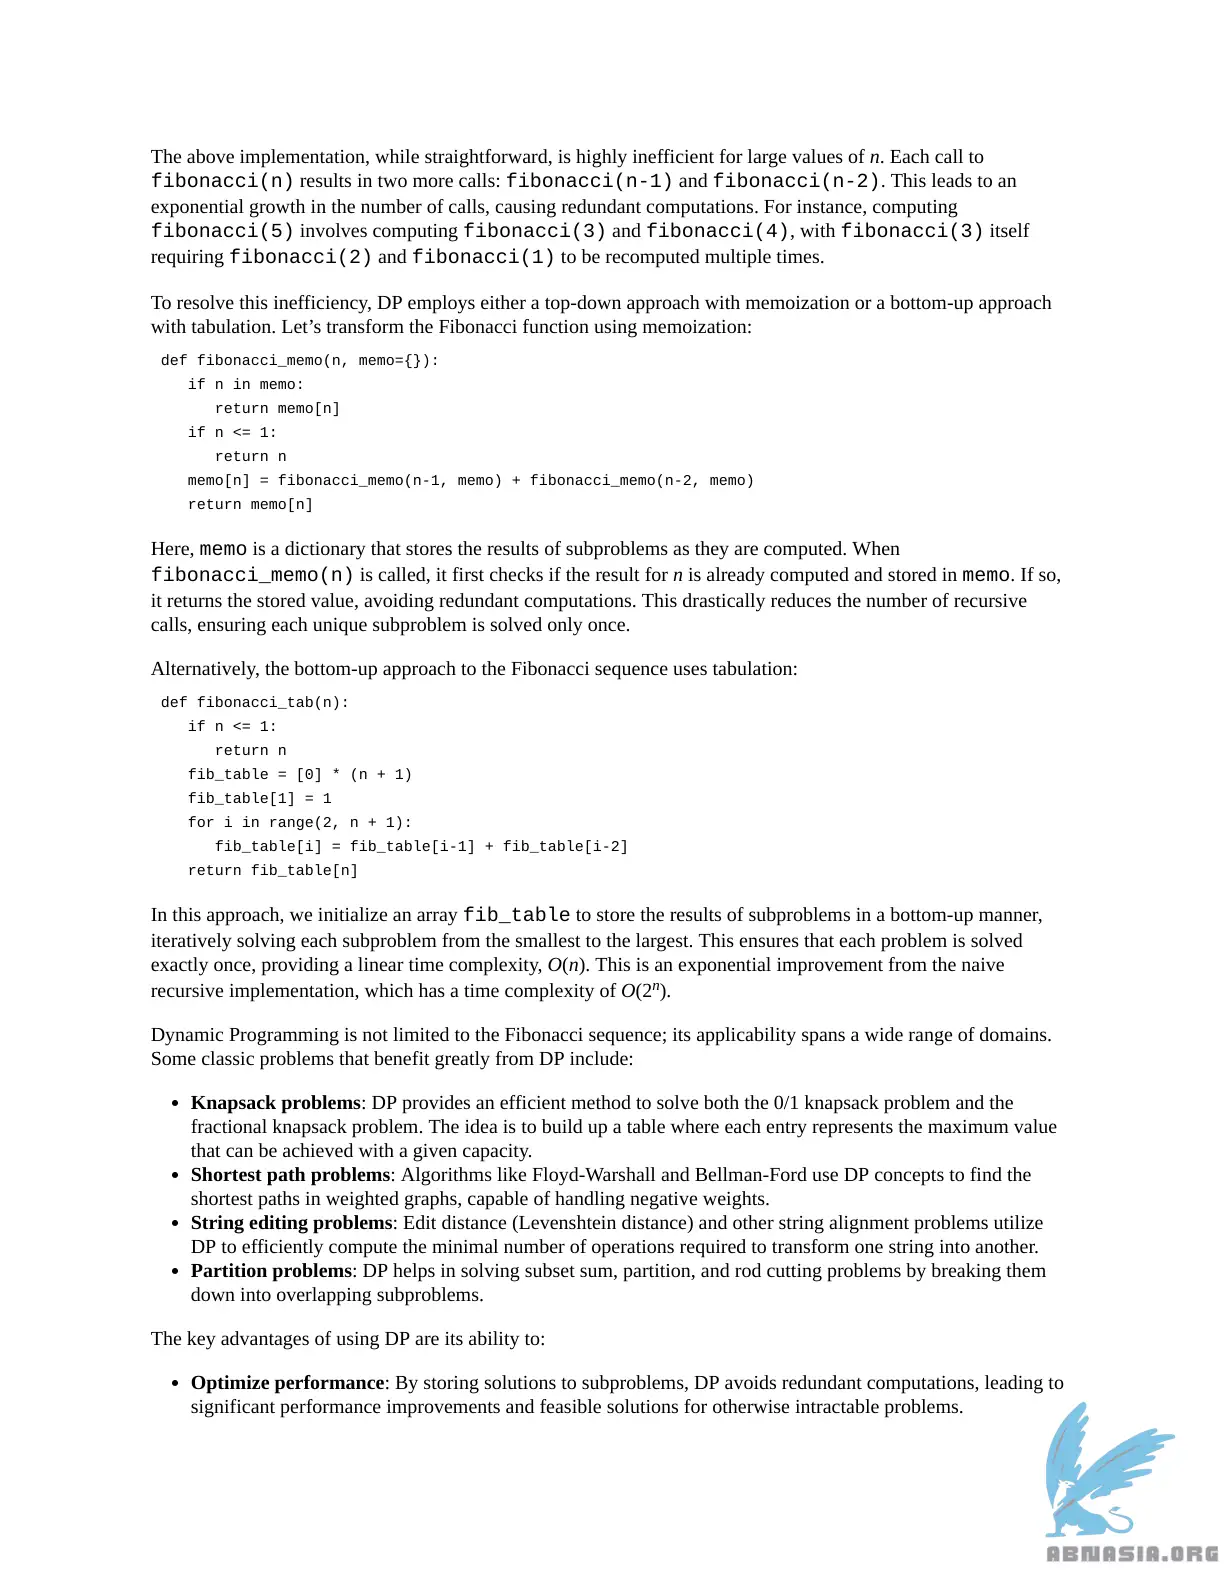 The above implementation, while straightforward, is highly inefficient for large values of n. Each call to
fibonacci(n) results in two more calls: fibonacci(n-1) and fibonacci(n-2). This leads to an
exponential growth in the number of calls, causing redundant computations. For instance, computing
fibonacci(5) involves computing fibonacci(3) and fibonacci(4), with fibonacci(3) itself
requiring fibonacci(2) and fibonacci(1) to be recomputed multiple times.
To resolve this inefficiency, DP employs either a top-down approach with memoization or a bottom-up approach
with tabulation. Let’s transform the Fibonacci function using memoization:
def fibonacci_memo(n, memo={}):
   if n in memo:
      return memo[n]
   if n <= 1:
      return n
   memo[n] = fibonacci_memo(n-1, memo) + fibonacci_memo(n-2, memo)
   return memo[n]
Here, memo is a dictionary that stores the results of subproblems as they are computed. When
fibonacci_memo(n) is called, it first checks if the result for n is already computed and stored in memo. If so,
it returns the stored value, avoiding redundant computations. This drastically reduces the number of recursive
calls, ensuring each unique subproblem is solved only once.
Alternatively, the bottom-up approach to the Fibonacci sequence uses tabulation:
def fibonacci_tab(n):
   if n <= 1:
      return n
   fib_table = [0] * (n + 1)
   fib_table[1] = 1
   for i in range(2, n + 1):
      fib_table[i] = fib_table[i-1] + fib_table[i-2]
   return fib_table[n]
In this approach, we initialize an array fib_table to store the results of subproblems in a bottom-up manner,
iteratively solving each subproblem from the smallest to the largest. This ensures that each problem is solved
exactly once, providing a linear time complexity, O(n). This is an exponential improvement from the naive
recursive implementation, which has a time complexity of O(2ⁿ).
Dynamic Programming is not limited to the Fibonacci sequence; its applicability spans a wide range of domains.
Some classic problems that benefit greatly from DP include:
• Knapsack problems: DP provides an efficient method to solve both the 0/1 knapsack problem and the
fractional knapsack problem. The idea is to build up a table where each entry represents the maximum value
that can be achieved with a given capacity.
• Shortest path problems: Algorithms like Floyd-Warshall and Bellman-Ford use DP concepts to find the
shortest paths in weighted graphs, capable of handling negative weights.
• String editing problems: Edit distance (Levenshtein distance) and other string alignment problems utilize
DP to efficiently compute the minimal number of operations required to transform one string into another.
• Partition problems: DP helps in solving subset sum, partition, and rod cutting problems by breaking them
down into overlapping subproblems.
The key advantages of using DP are its ability to:
• Optimize performance: By storing solutions to subproblems, DP avoids redundant computations, leading to
significant performance improvements and feasible solutions for otherwise intractable problems.
ABNASIA.ORG